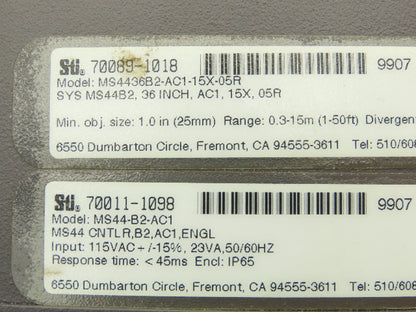 Sti® 70089-1018 9907
Model: MS4436B2-AC1-15X-05R
SYS MS44B2, 36 INCH, AC1, 15X, 05R
Min. obj. size: 1.0 in (25mm) Range: 0.3-15m (1-50ft) Divergent
6550 Dumbarton Circle, Fremont, CA 94555-3611 Tel: 510/608
Sti® 70011-1098 9907
Model: MS44-B2-AC1
MS44 CNTLR,B2,AC1,ENGL
Input: 115VAC+/-15%, 23VA,50/60HZ
Response time: <45ms Encl: IP65
6550 Dumbarton Circle, Fremont, CA 94555-3611 Tel: 510/608